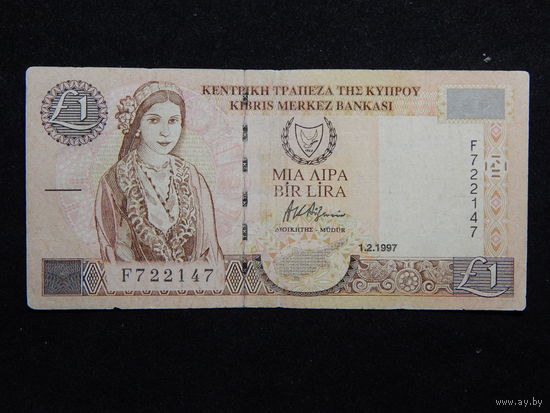 ΚΕΝΤΡΙΚΗ ΤΡΑΠΕΖΑ ΤΗΣ ΚΥΠΡΟΥ
KIBRIS MERKEZ BANKASI
£1
ΜΙΑ ΛΙΡΑ
BİR LİRA
ΔΙΟΙΚΗΤΗΣ - MÜDÜR
1.2.1997
F722147
F722147
£1
www.ay.by